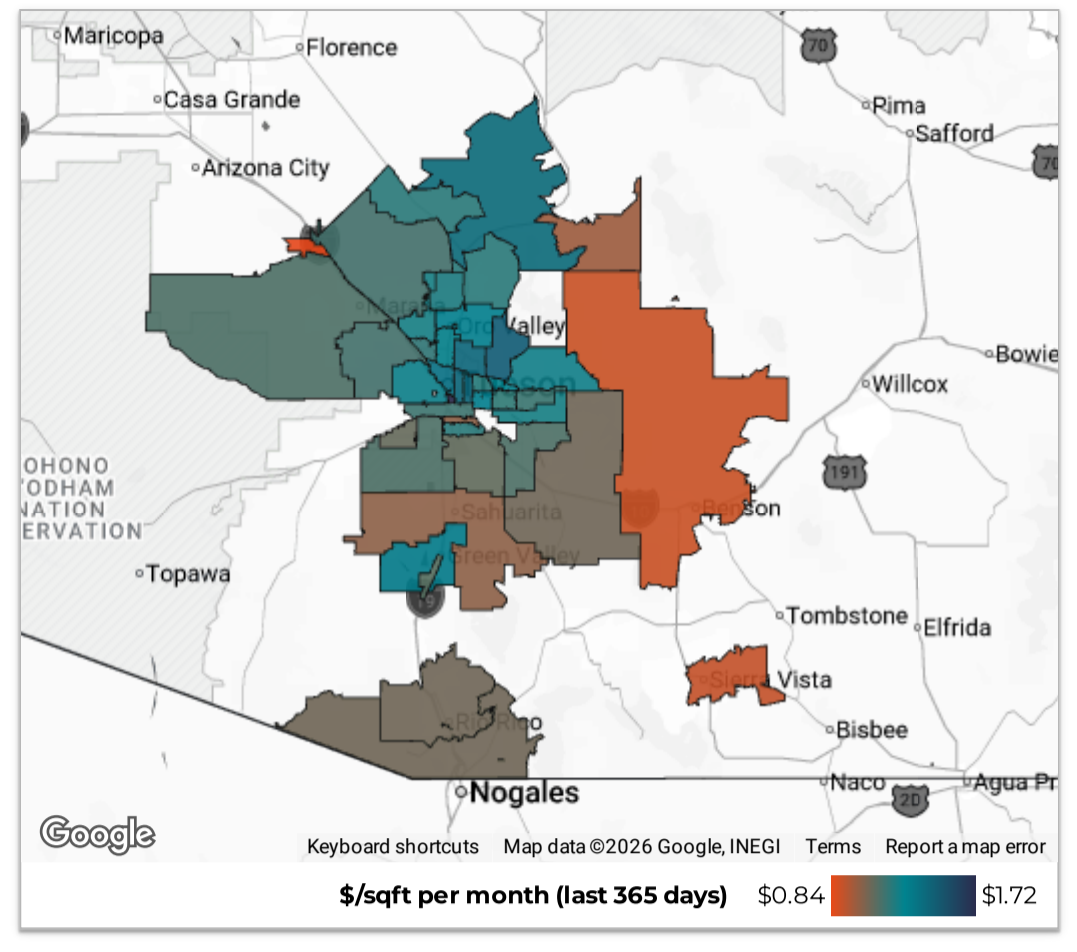 Maricopa
Florence
Casa Grande
Arizona City
70
Pima
Safford
70
Marana
Oro Valley
Tucson
Bowie
Willcox
191
OHONO
'ODHAM
NATION
ERVATION
Sahuarita
Benson
Green Valley
Topawa
19
Tombstone
Elfrida
Sierra Vista
Rio Rico
Bisbee
Nogales
Naco
Agua Pr
2D
Google
Keyboard shortcuts Map data ©2026 Google, INEGI Terms Report a map error
$/sqft per month (last 365 days) $0.84 $1.72